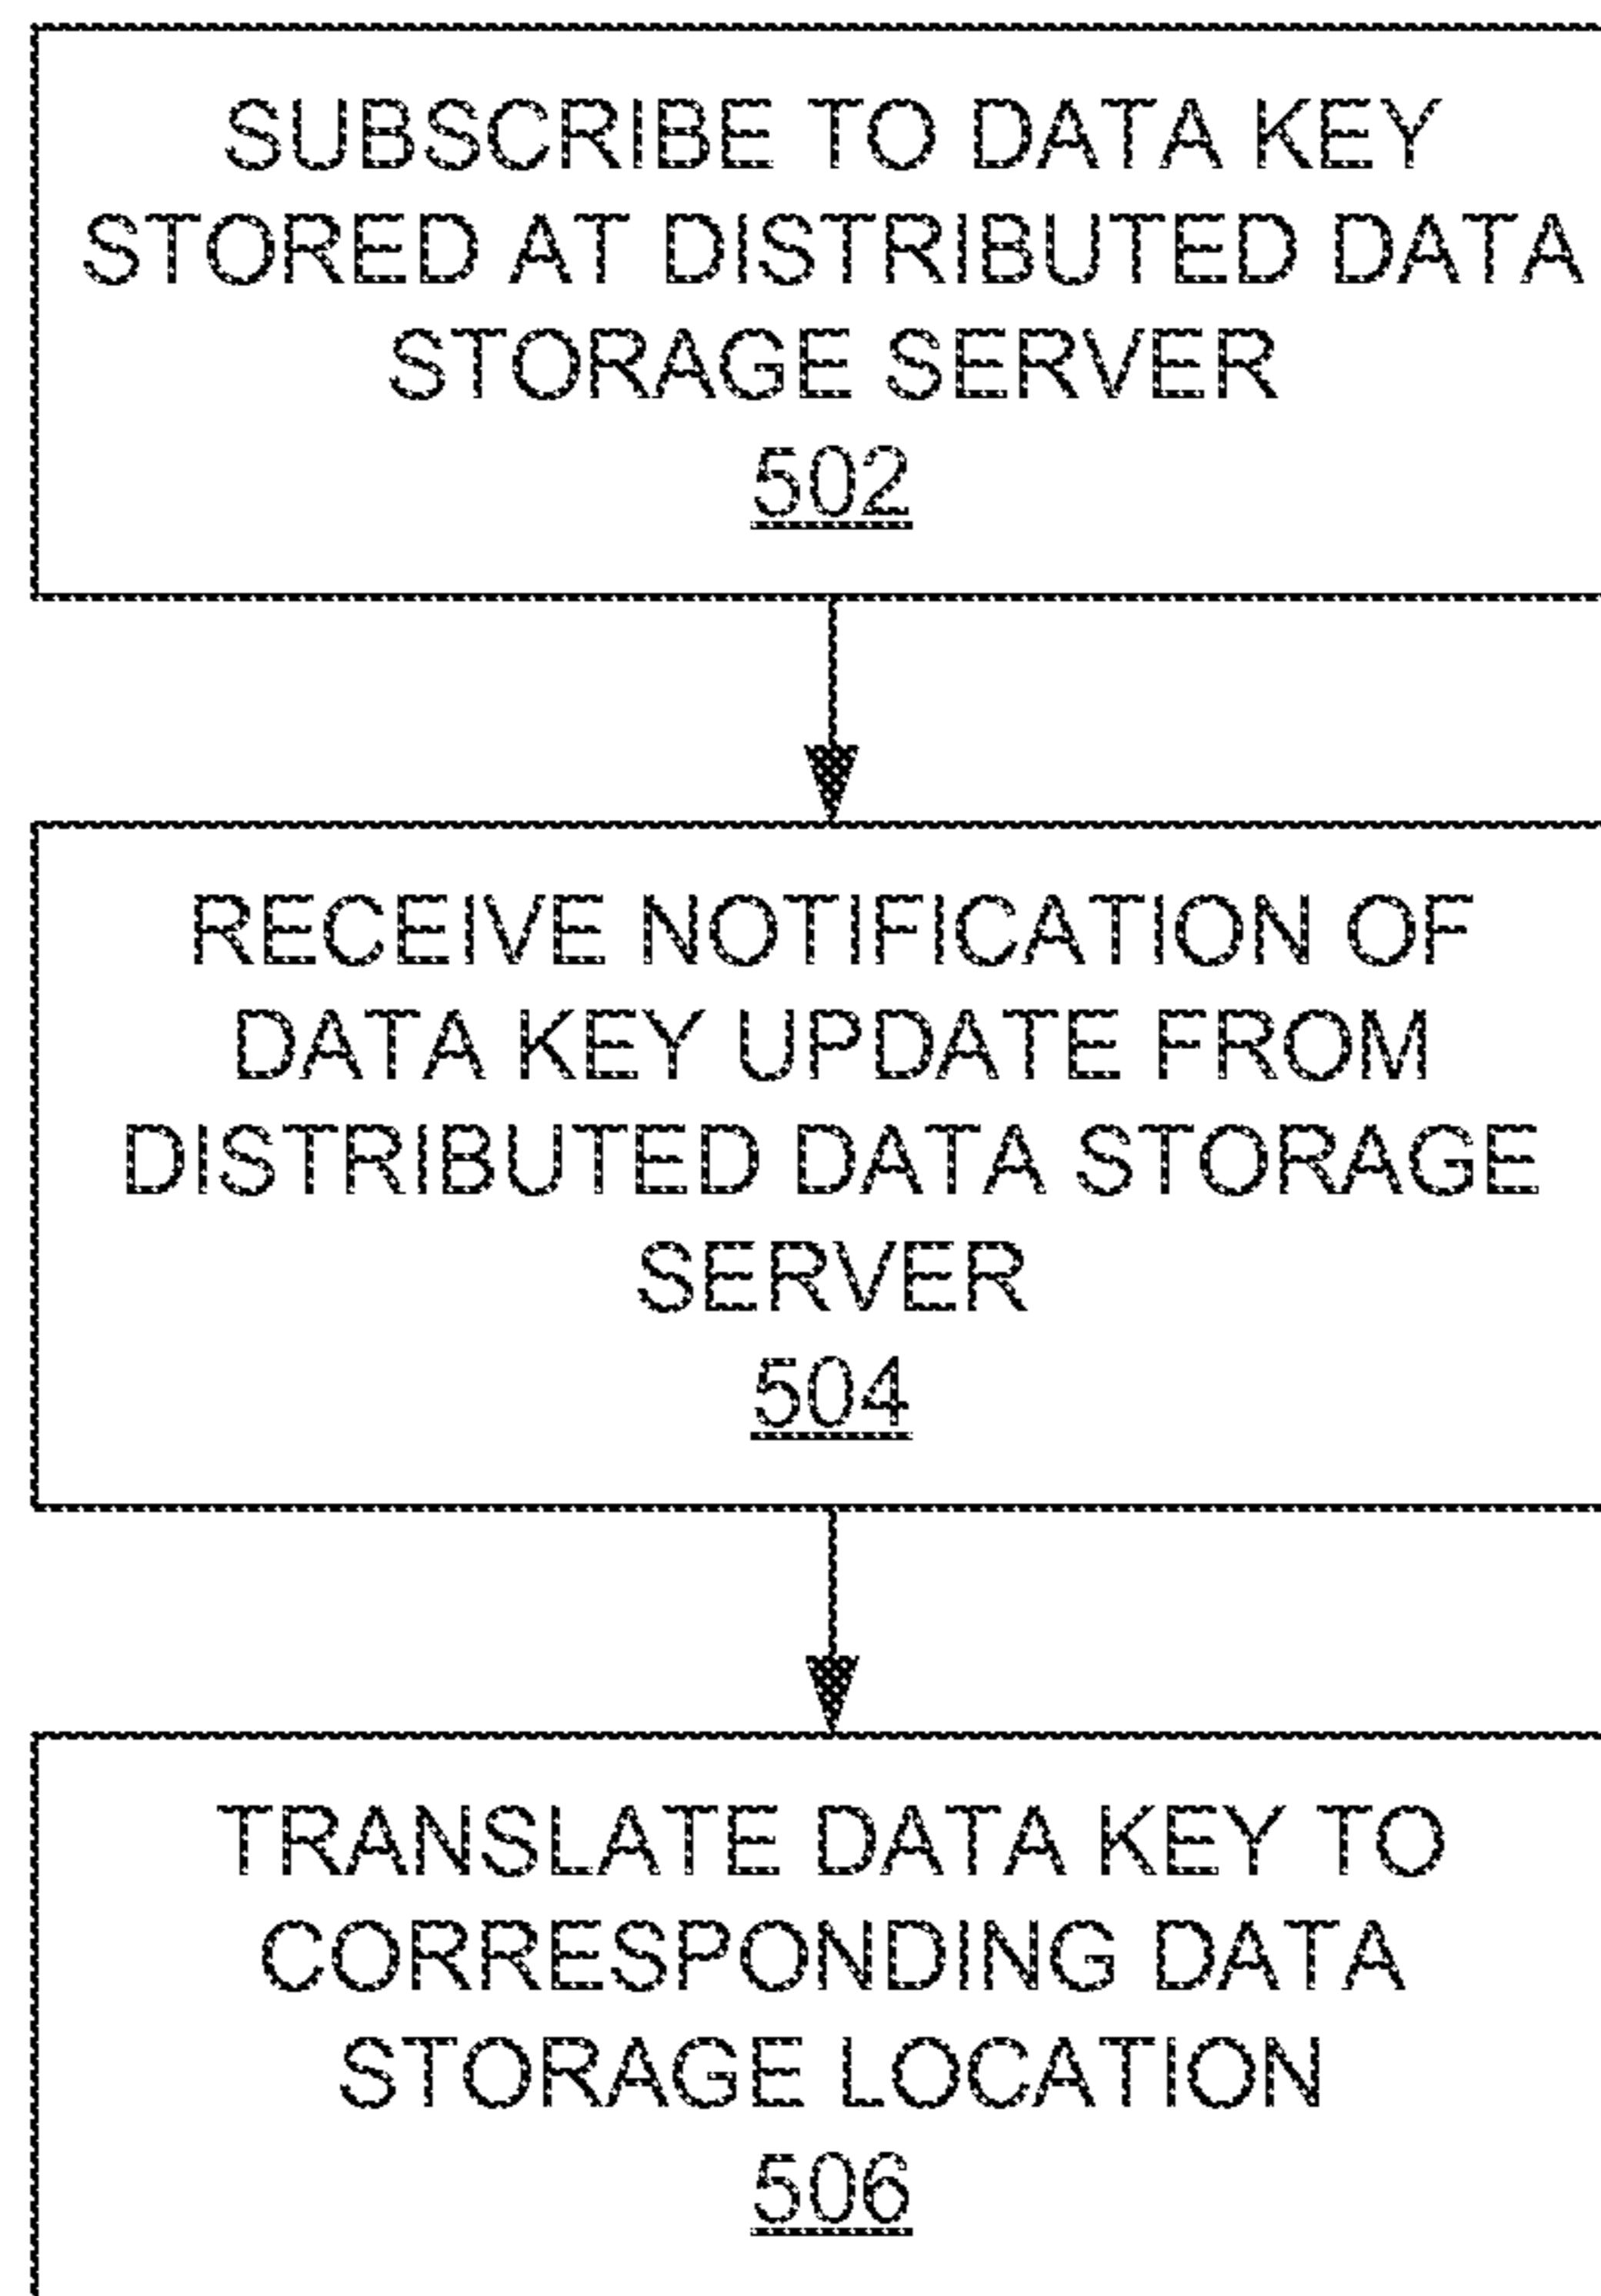 SUBSCRIBE TO DATA KEY
STORED AT DISTRIBUTED DATA
STORAGE SERVER
502
RECEIVE NOTIFICATION OF
DATA KEY UPDATE FROM
DISTRIBUTED DATA STORAGE
SERVER
504
TRANSLATE DATA KEY TO
CORRESPONDING DATA
STORAGE LOCATION
506